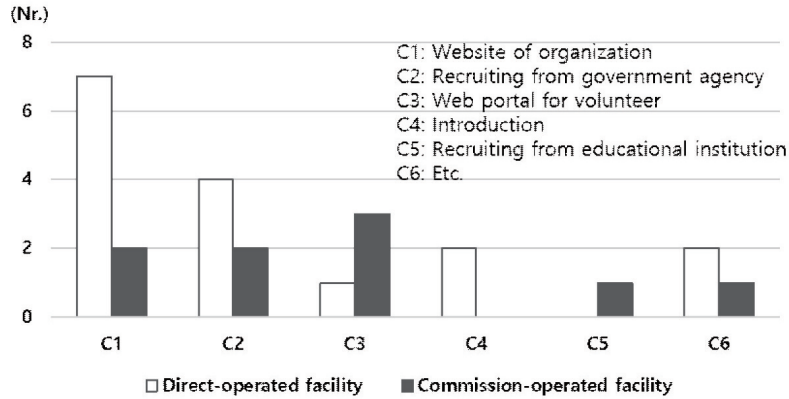 (Nr.)
8
C1: Website of organization
C2: Recruiting from government agency
C3: Web portal for volunteer
6
C4: Introduction
C5: Recruiting from educational institution
C6: Etc.
4
2
0
C1 C2 C3 C4 C5 C6
Direct-operated facility Commission-operated facility